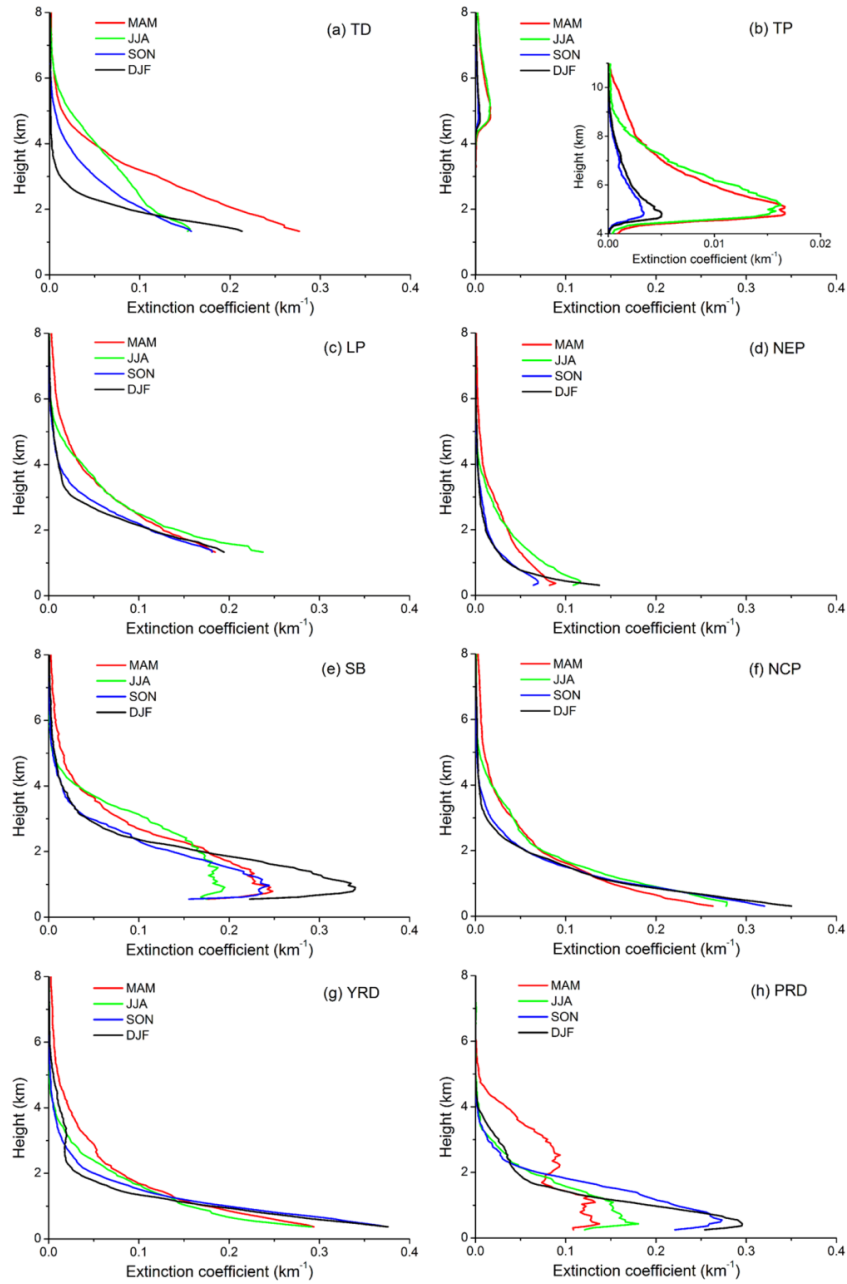 MAM
JJA
SON
DJF
(a) TD
Height (km)
8
6
4
2
0
0.0 0.1 0.2 0.3 0.4
Extinction coefficient (km-1)
MAM
JJA
SON
DJF
(b) TP
Height (km)
8
6
4
2
0
0.0 0.1 0.2 0.3 0.4
Extinction coefficient (km-1)
Height (km)
10
8
6
4
0.00 0.01 0.02
Extinction coefficient (km-1)
MAM
JJA
SON
DJF
(c) LP
Height (km)
8
6
4
2
0
0.0 0.1 0.2 0.3 0.4
Extinction coefficient (km-1)
MAM
JJA
SON
DJF
(d) NEP
Height (km)
8
6
4
2
0
0.0 0.1 0.2 0.3 0.4
Extinction coefficient (km-1)
MAM
JJA
SON
DJF
(e) SB
Height (km)
8
6
4
2
0
0.0 0.1 0.2 0.3 0.4
Extinction coefficient (km-1)
MAM
JJA
SON
DJF
(f) NCP
Height (km)
8
6
4
2
0
0.0 0.1 0.2 0.3 0.4
Extinction coefficient (km-1)
MAM
JJA
SON
DJF
(g) YRD
Height (km)
8
6
4
2
0
0.0 0.1 0.2 0.3 0.4
Extinction coefficient (km-1)
MAM
JJA
SON
DJF
(h) PRD
Height (km)
8
6
4
2
0
0.0 0.1 0.2 0.3 0.4
Extinction coefficient (km-1)